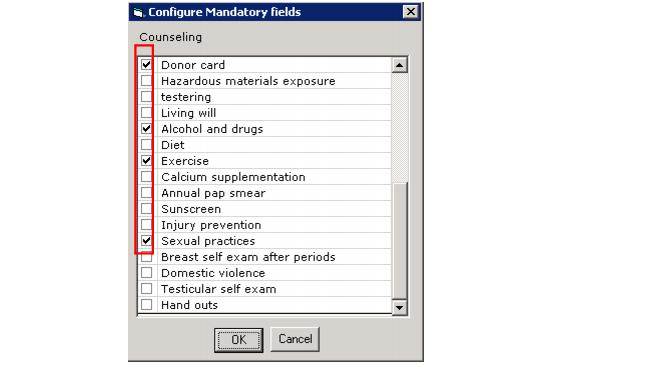 Configure Mandatory fields
Counseling
Donor card
Hazardous materials exposure
testering
Living will
Alcohol and drugs
Diet
Exercise
Calcium supplementation
Annual pap smear
Sunscreen
Injury prevention
Sexual practices
Breast self exam after periods
Domestic violence
Testicular self exam
Hand outs
OK Cancel